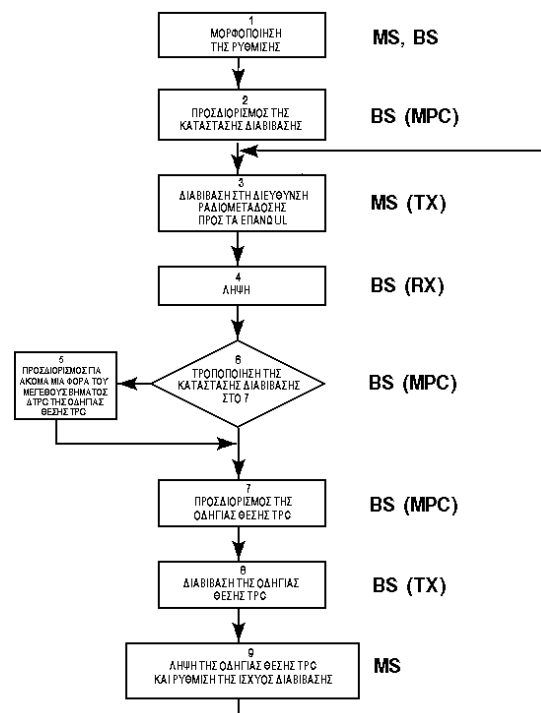 1
ΜΟΡΦΟΠΟΙΗΣΗ
ΤΗΣ ΡΥΘΜΙΣΗΣ
MS, BS
2
ΠΡΟΣΔΙΟΡΙΣΜΟΣ ΤΗΣ
ΚΑΤΑΣΤΑΣΗΣ ΔΙΑΒΙΒΑΣΗΣ
BS (MPC)
3
ΔΙΑΒΙΒΑΣΗ ΣΤΗ ΔΙΕΥΘΥΝΣΗ
ΡΑΔΙΟΜΕΤΑΔΟΣΗΣ
ΠΡΟΣ ΤΑ ΕΠΑΝΩ UL
MS (TX)
4
ΛΗΨΗ
BS (RX)
5
ΠΡΟΣΔΙΟΡΙΣΜΟΣ ΓΙΑ
ΑΚΟΜΑ ΜΙΑ ΦΟΡΑ ΤΟΥ
ΜΕΓΕΘΟΥΣ ΒΗΜΑΤΟΣ
ΔTPC ΤΗΣ ΟΔΗΓΙΑΣ
ΘΕΣΗΣ TPC
6
ΤΡΟΠΟΠΟΙΗΣΗ ΤΗΣ
ΚΑΤΑΣΤΑΣΗΣ ΔΙΑΒΙΒΑΣΗΣ
ΣΤΟ 7
BS (MPC)
7
ΠΡΟΣΔΙΟΡΙΣΜΟΣ ΤΗΣ
ΟΔΗΓΙΑΣ ΘΕΣΗΣ TPC
BS (MPC)
8
ΔΙΑΒΙΒΑΣΗ ΤΗΣ ΟΔΗΓΙΑΣ
ΘΕΣΗΣ TPC
BS (TX)
9
ΛΗΨΗ ΤΗΣ ΟΔΗΓΙΑΣ ΘΕΣΗΣ TPC
ΚΑΙ ΡΥΘΜΙΣΗ ΤΗΣ ΙΣΧΥΟΣ ΔΙΑΒΙΒΑΣΗΣ
MS